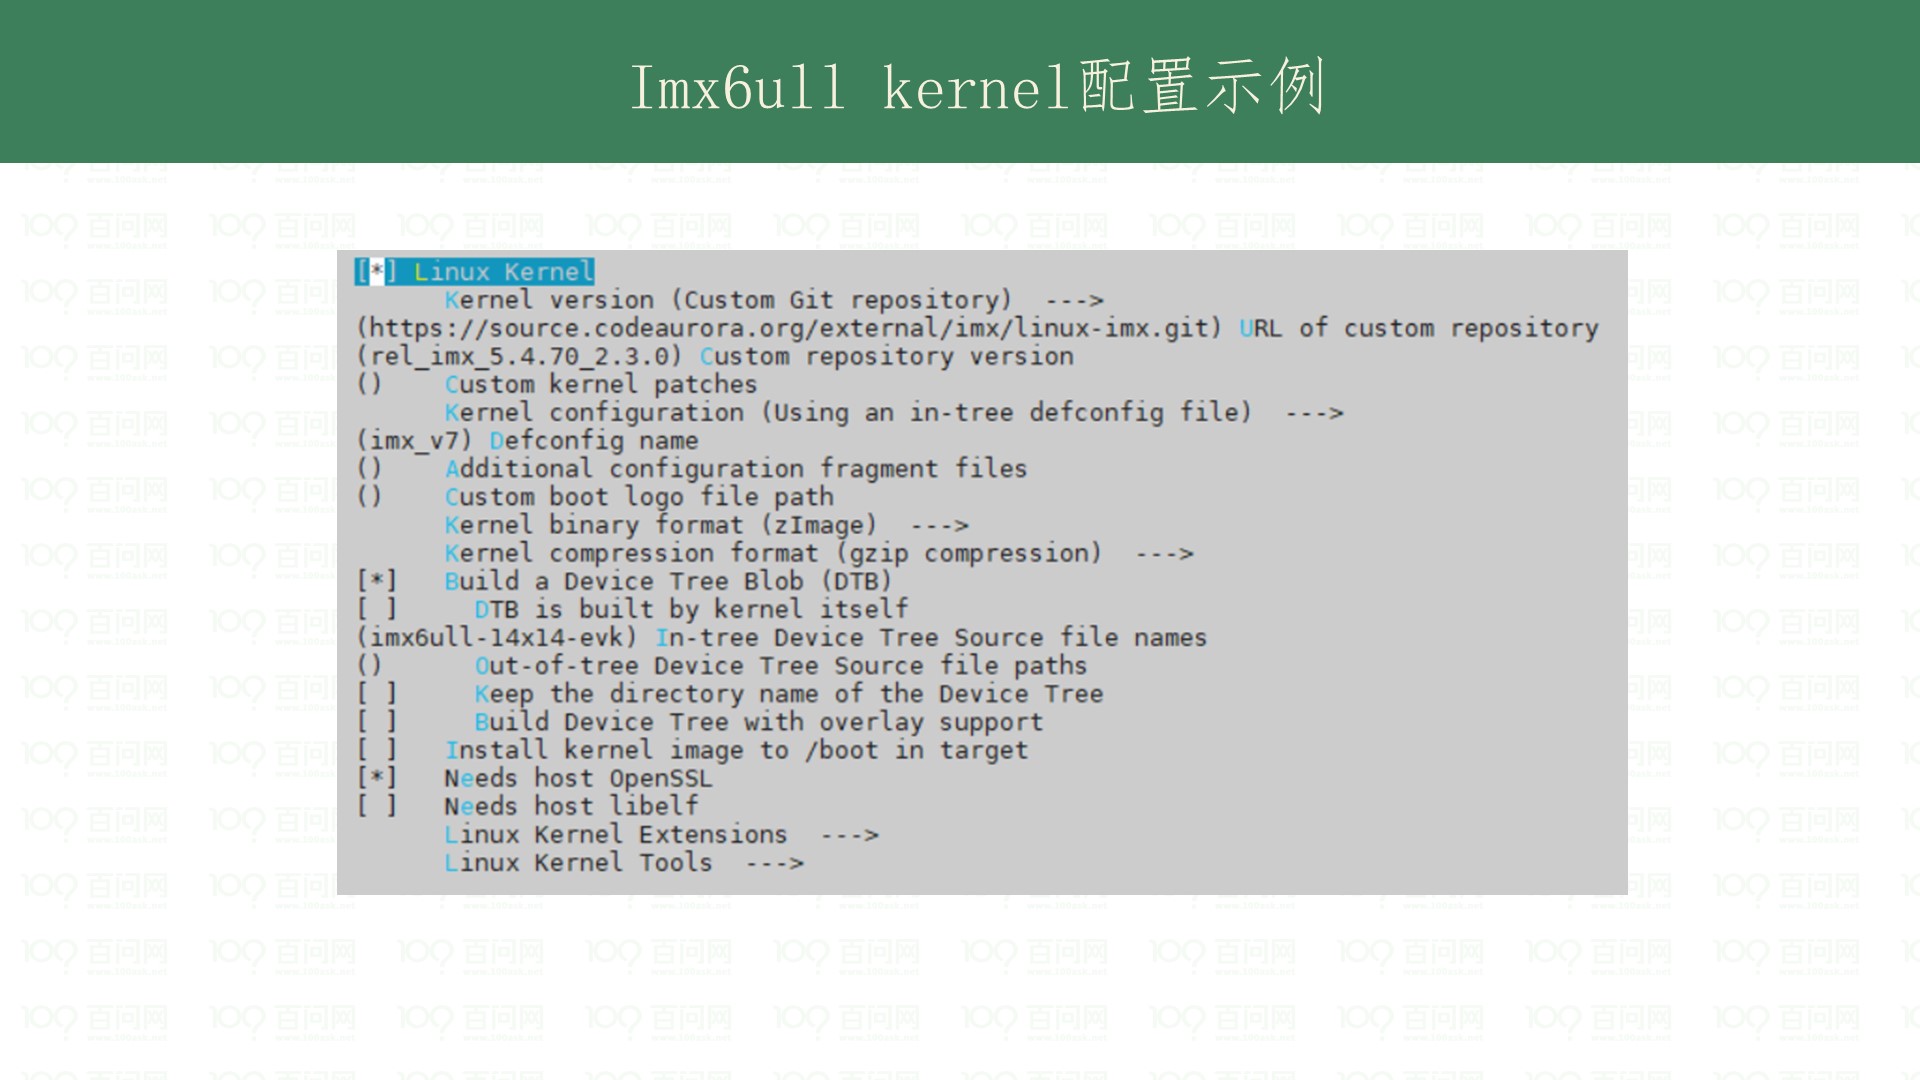 Imx6ull kernel配置示例
[*] Linux Kernel
Kernel version (Custom Git repository)  --->
(https://source.codeaurora.org/external/imx/linux-imx.git) URL of custom repository
(rel_imx_5.4.70_2.3.0) Custom repository version
()    Custom kernel patches
Kernel configuration (Using an in-tree defconfig file)  --->
(imx_v7) Defconfig name
()    Additional configuration fragment files
()    Custom boot logo file path
Kernel binary format (zImage)  --->
Kernel compression format (gzip compression)  --->
[*]   Build a Device Tree Blob (DTB)
[ ]     DTB is built by kernel itself
(imx6ull-14x14-evk) In-tree Device Tree Source file names
()      Out-of-tree Device Tree Source file paths
[ ]     Keep the directory name of the Device Tree
[ ]     Build Device Tree with overlay support
[ ]   Install kernel image to /boot in target
[*]   Needs host OpenSSL
[ ]   Needs host libelf
Linux Kernel Extensions  --->
Linux Kernel Tools  --->